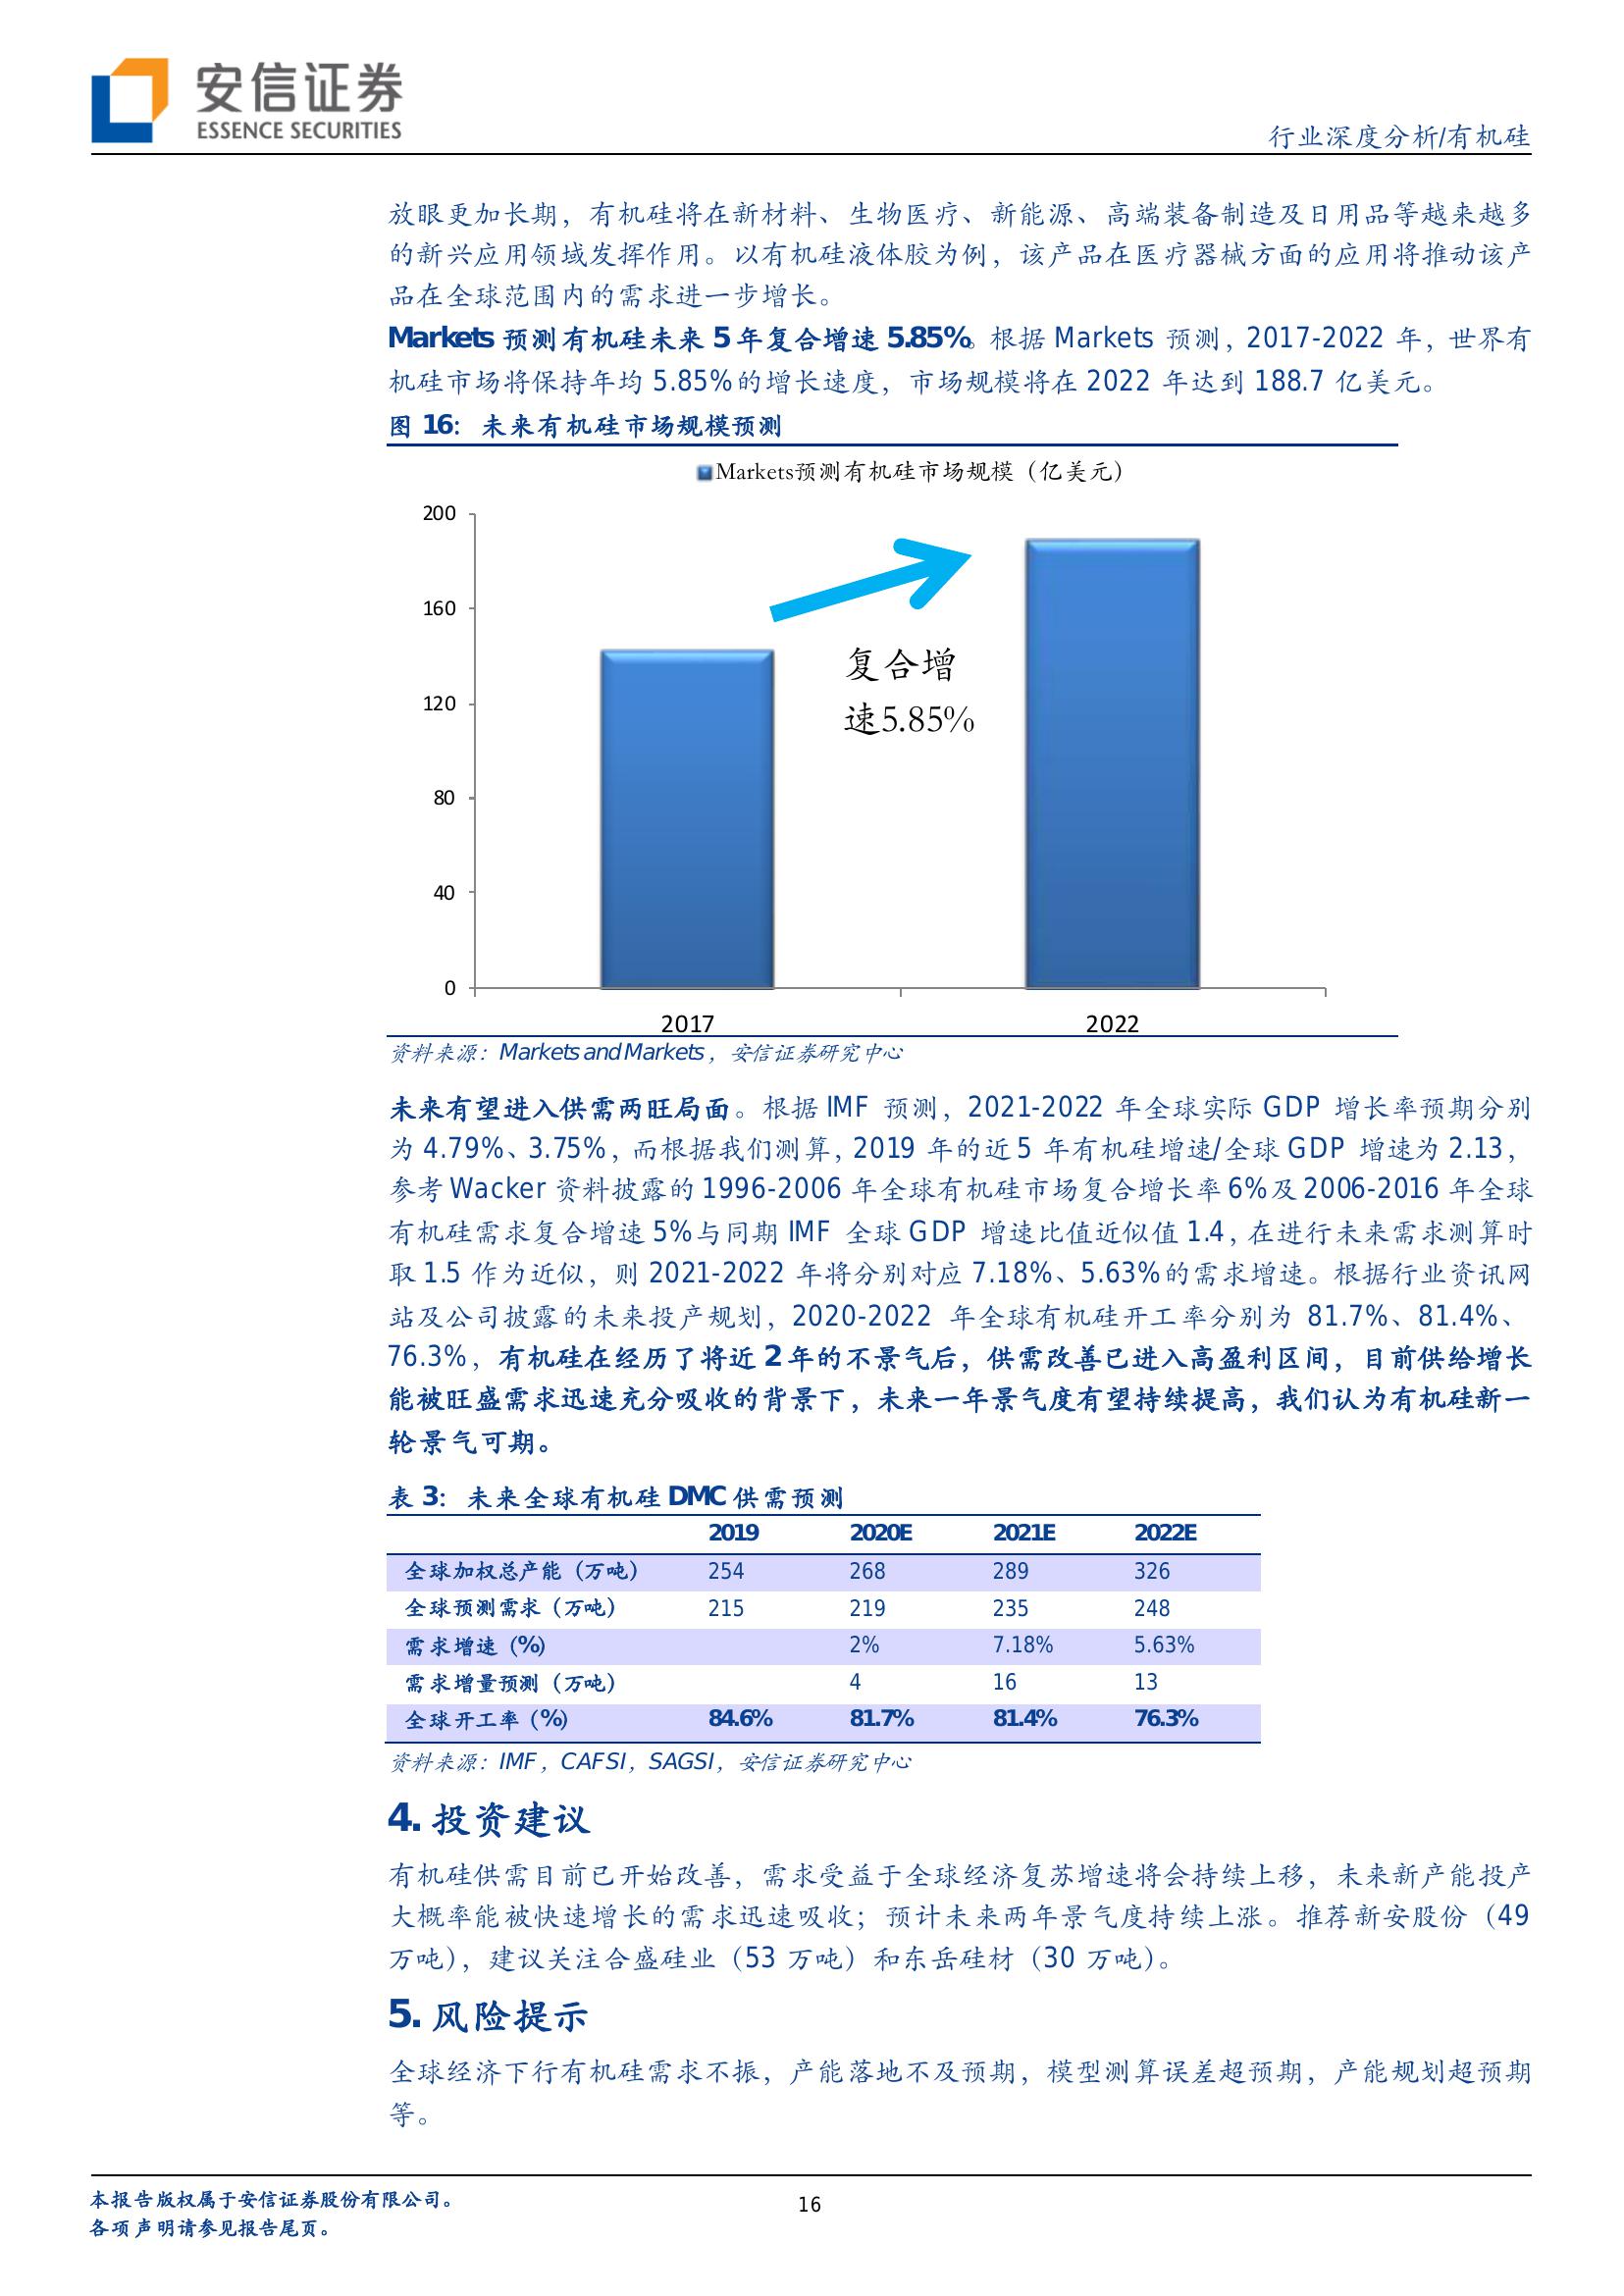 安信证券
ESSENCE SECURITIES
行业深度分析/有机硅
放眼更加长期，有机硅将在新材料、生物医疗、新能源、高端装备制造及日用品等越来越多
的新兴应用领域发挥作用。以有机硅液体胶为例，该产品在医疗器械方面的应用将推动该产
品在全球范围内的需求进一步增长。
Markets 预测有机硅未来 5 年复合增速 5.85%。根据 Markets 预测，2017-2022 年，世界有
机硅市场将保持年均 5.85%的增长速度，市场规模将在 2022 年达到 188.7 亿美元。
图 16：未来有机硅市场规模预测
Markets预测有机硅市场规模（亿美元）
200
160
120
80
40
0
复合增
速5.85%
2017 2022
资料来源：Markets and Markets，安信证券研究中心
未来有望进入供需两旺局面。根据 IMF 预测，2021-2022 年全球实际 GDP 增长率预期分别
为 4.79%、3.75%，而根据我们测算，2019 年的近 5 年有机硅增速/全球 GDP 增速为 2.13，
参考 Wacker 资料披露的 1996-2006 年全球有机硅市场复合增长率 6%及 2006-2016 年全球
有机硅需求复合增速 5%与同期 IMF 全球 GDP 增速比值近似值 1.4，在进行未来需求测算时
取 1.5 作为近似，则 2021-2022 年将分别对应 7.18%、5.63%的需求增速。根据行业资讯网
站及公司披露的未来投产规划，2020-2022 年全球有机硅开工率分别为 81.7%、81.4%、
76.3%，有机硅在经历了将近 2 年的不景气后，供需改善已进入高盈利区间，目前供给增长
能被旺盛需求迅速充分吸收的背景下，未来一年景气度有望持续提高，我们认为有机硅新一
轮景气可期。
表 3：未来全球有机硅 DMC 供需预测
2019 2020E 2021E 2022E
全球加权总产能（万吨） 254 268 289 326
全球预测需求（万吨） 215 219 235 248
需求增速（%） 2% 7.18% 5.63%
需求增量预测（万吨） 4 16 13
全球开工率（%） 84.6% 81.7% 81.4% 76.3%
资料来源：IMF，CAFSI，SAGSI，安信证券研究中心
4. 投资建议
有机硅供需目前已开始改善，需求受益于全球经济复苏增速将会持续上移，未来新产能投产
大概率能被快速增长的需求迅速吸收；预计未来两年景气度持续上涨。推荐新安股份（49
万吨），建议关注合盛硅业（53 万吨）和东岳硅材（30 万吨）。
5. 风险提示
全球经济下行有机硅需求不振，产能落地不及预期，模型测算误差超预期，产能规划超预期
等。
本报告版权属于安信证券股份有限公司。
各项声明请参见报告尾页。
16